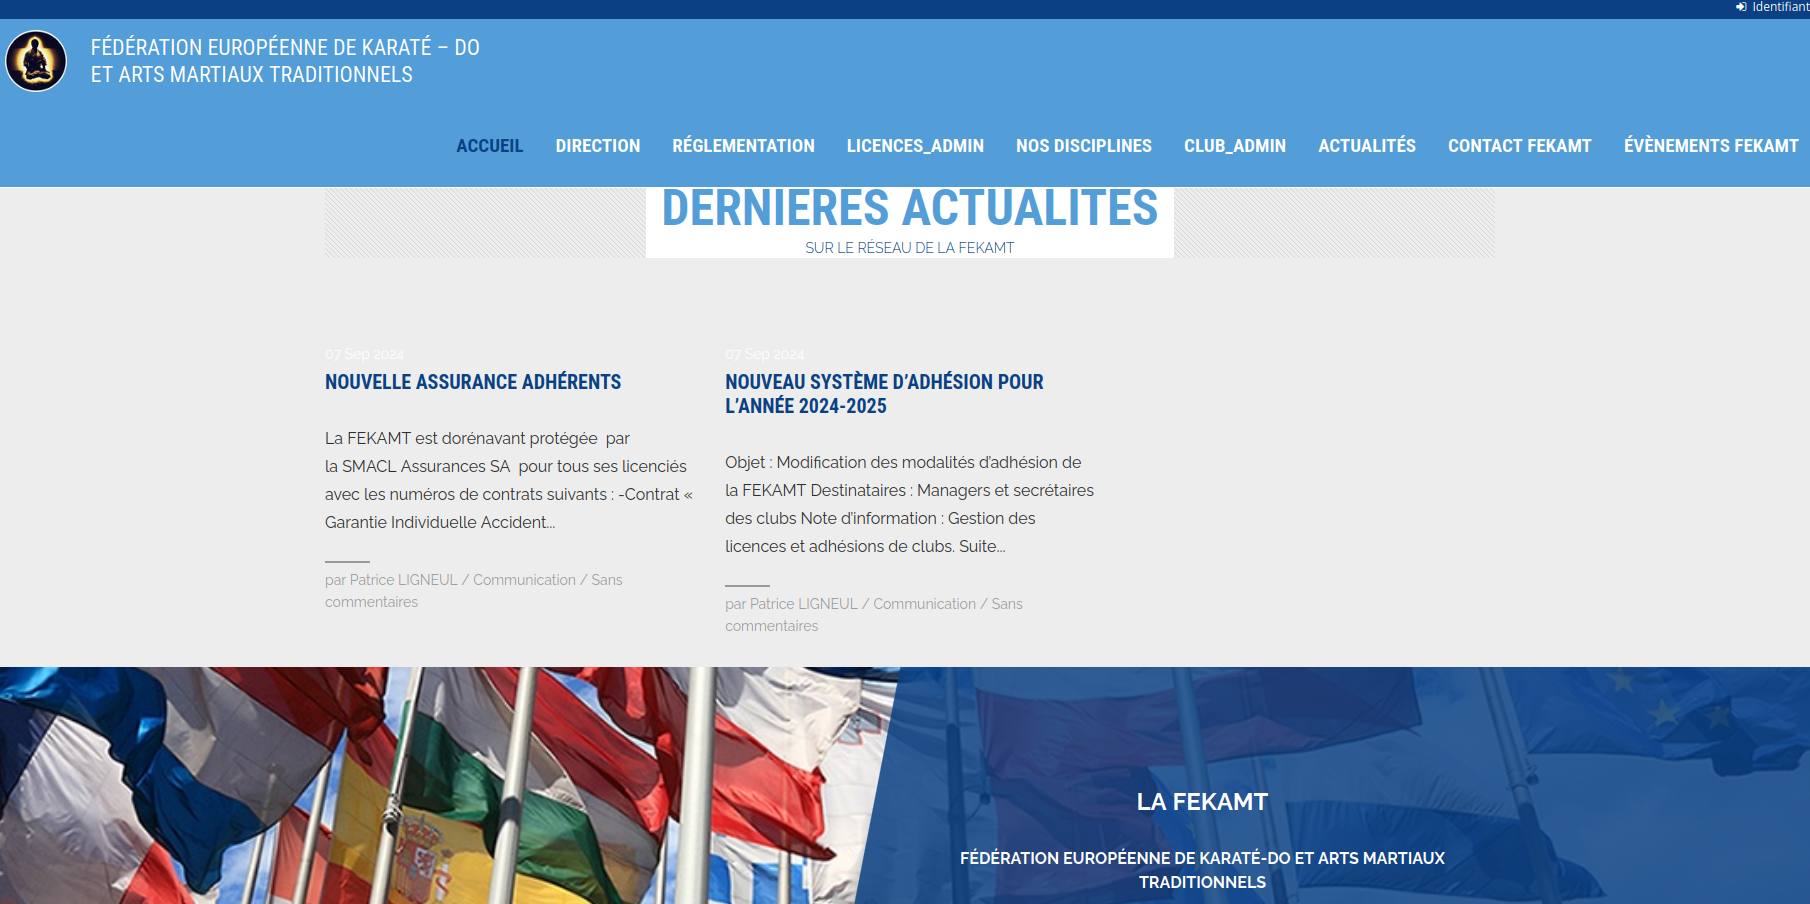 Identifiant
FÉDÉRATION EUROPÉENNE DE KARATÉ – DO
ET ARTS MARTIAUX TRADITIONNELS
ACCUEIL DIRECTION RÉGLEMENTATION LICENCES_ADMIN NOS DISCIPLINES CLUB_ADMIN ACTUALITÉS CONTACT FEKAMT ÉVÈNEMENTS FEKAMT
DERNIERES ACTUALITES
SUR LE RÉSEAU DE LA FEKAMT
07 Sep 2024
NOUVELLE ASSURANCE ADHÉRENTS
La FEKAMT est dorénavant protégée par
la SMACL Assurances SA pour tous ses licenciés
avec les numéros de contrats suivants : -Contrat «
Garantie Individuelle Accident...
par Patrice LIGNEUL / Communication / Sans
commentaires
07 Sep 2024
NOUVEAU SYSTÈME D’ADHÉSION POUR
L’ANNÉE 2024-2025
Objet : Modification des modalités d’adhésion de
la FEKAMT Destinataires : Managers et secrétaires
des clubs Note d’information : Gestion des
licences et adhésions de clubs. Suite...
par Patrice LIGNEUL / Communication / Sans
commentaires
LA FEKAMT
FÉDÉRATION EUROPÉENNE DE KARATÉ-DO ET ARTS MARTIAUX
TRADITIONNELS